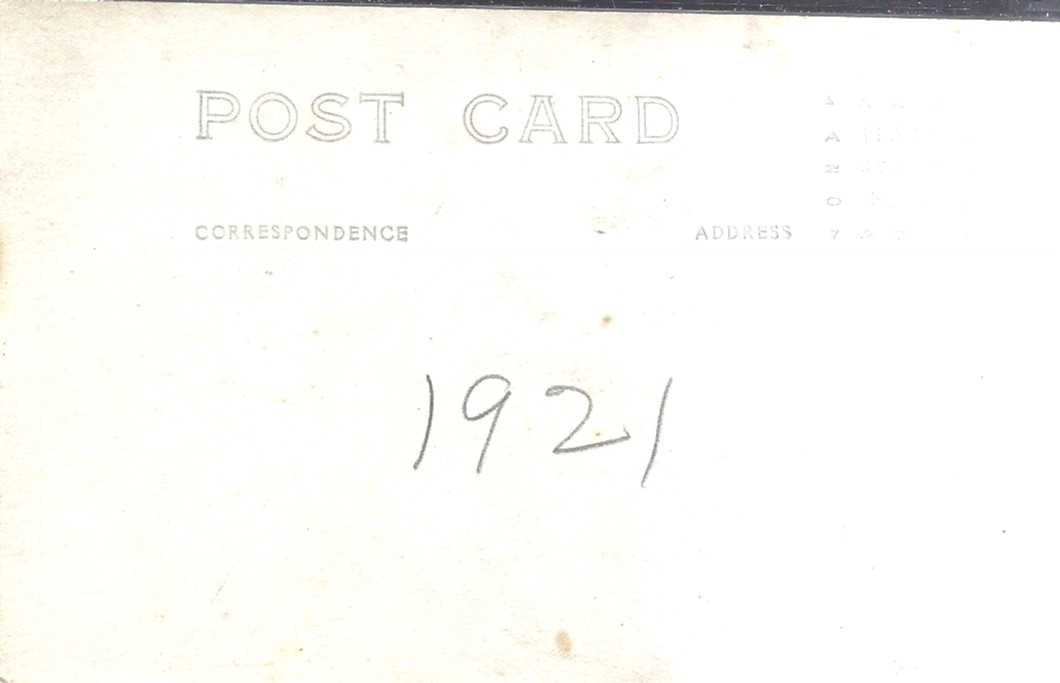 POST CARD
CORRESPONDENCE
ADDRESS
1921